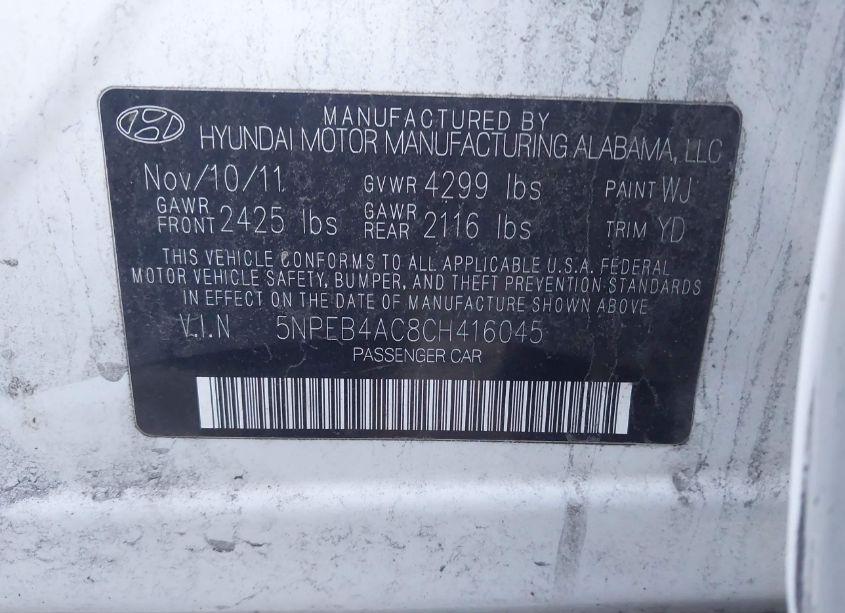 MANUFACTURED BY
HYUNDAI MOTOR MANUFACTURING ALABAMA, LLC
Nov/10/11 GVWR 4299 lbs PAINT WJ
GAWR FRONT 2425 lbs GAWR REAR 2116 lbs TRIM YD
THIS VEHICLE CONFORMS TO ALL APPLICABLE U.S.A. FEDERAL
MOTOR VEHICLE SAFETY, BUMPER, AND THEFT PREVENTION STANDARDS
IN EFFECT ON THE DATE OF MANUFACTURE SHOWN ABOVE
V.I.N 5NPEB4AC8CH416045
PASSENGER CAR